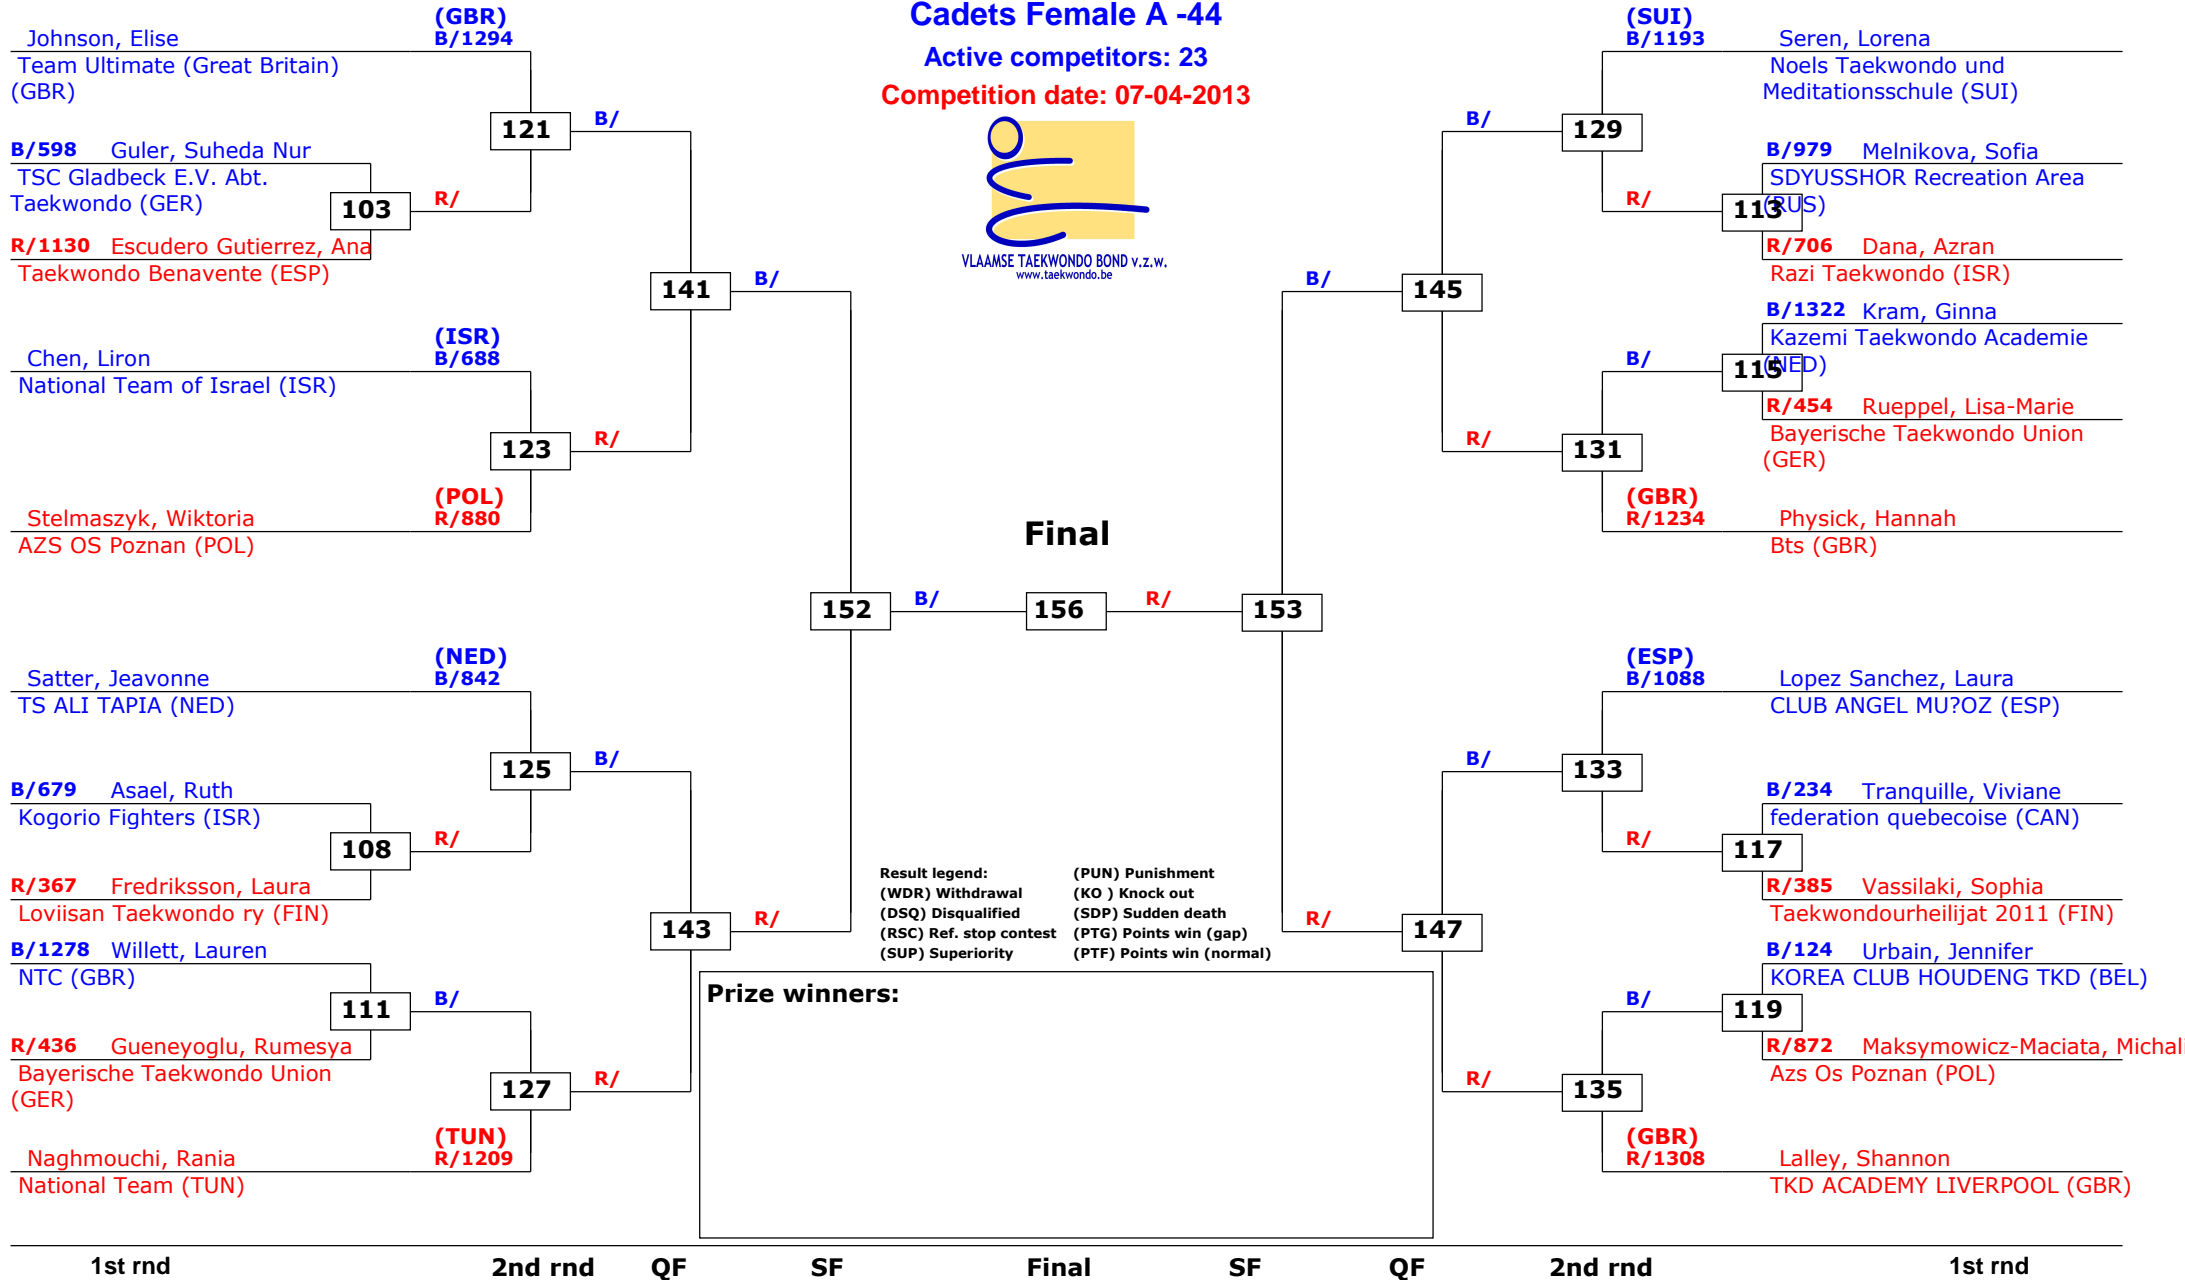 Cadets Female A -44
Active competitors: 23
Competition date: 07-04-2013
VLAAMSE TAEKWONDO BOND v.z.w.
www.taekwondo.be
(GBR)
Johnson, Elise B/1294
Team Ultimate (Great Britain)
(GBR)
121 B/
B/598 Guler, Suheda Nur
TSC Gladbeck E.V. Abt.
Taekwondo (GER)
103 R/
R/1130 Escudero Gutierrez, Ana
Taekwondo Benavente (ESP)
141 B/
(ISR)
Chen, Liron B/688
National Team of Israel (ISR)
123 R/
(POL)
Stelmaszyk, Wiktoria R/880
AZS OS Poznan (POL)
152 B/
(NED)
Satter, Jeavonne B/842
TS ALI TAPIA (NED)
125 B/
B/679 Asael, Ruth
Kogorio Fighters (ISR)
108 R/
R/367 Fredriksson, Laura
Loviisan Taekwondo ry (FIN)
143 R/
B/1278 Willett, Lauren
NTC (GBR)
111 B/
R/436 Gueneyoglu, Rumesya
Bayerische Taekwondo Union
(GER)
127 R/
(TUN)
Naghmouchi, Rania R/1209
National Team (TUN)
Final
156
(SUI)
B/1193 Seren, Lorena
Noels Taekwondo und
Meditationsschule (SUI)
B/ 129
B/979 Melnikova, Sofia
SDYUSSHOR Recreation Area
(RUS)
R/ 113
R/706 Dana, Azran
Razi Taekwondo (ISR)
B/ 145
B/1322 Kram, Ginna
Kazemi Taekwondo Academie
(NED)
B/ 115
R/454 Rueppel, Lisa-Marie
Bayerische Taekwondo Union
(GER)
R/ 131
(GBR)
R/1234 Physick, Hannah
Bts (GBR)
R/ 153
(ESP)
B/1088 Lopez Sanchez, Laura
CLUB ANGEL MU?OZ (ESP)
B/ 133
B/234 Tranquille, Viviane
federation quebecoise (CAN)
R/ 117
R/385 Vassilaki, Sophia
Taekwondourheilijat 2011 (FIN)
R/ 147
B/124 Urbain, Jennifer
KOREA CLUB HOUDENG TKD (BEL)
B/ 119
R/872 Maksymowicz-Maciata, Michali
Azs Os Poznan (POL)
R/ 135
(GBR)
R/1308 Lalley, Shannon
TKD ACADEMY LIVERPOOL (GBR)
Result legend: (PUN) Punishment
(WDR) Withdrawal (KO ) Knock out
(DSQ) Disqualified (SDP) Sudden death
(RSC) Ref. stop contest (PTG) Points win (gap)
(SUP) Superiority (PTF) Points win (normal)
Prize winners:
1st rnd 2nd rnd QF SF Final SF QF 2nd rnd 1st rnd